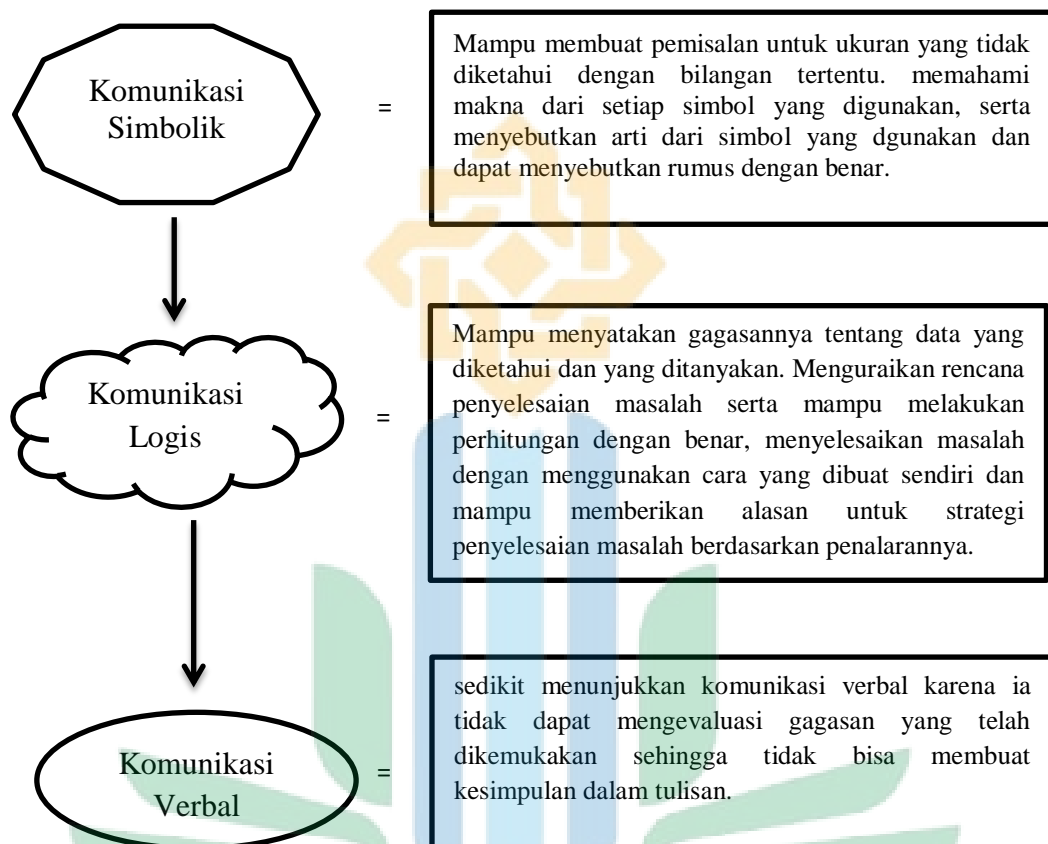 Komunikasi
Simbolik
=
Mampu membuat pemisalan untuk ukuran yang tidak
diketahui dengan bilangan tertentu. memahami
makna dari setiap simbol yang digunakan, serta
menyebutkan arti dari simbol yang dgunakan dan
dapat menyebutkan rumus dengan benar.
Komunikasi
Logis
=
Mampu menyatakan gagasannya tentang data yang
diketahui dan yang ditanyakan. Menguraikan rencana
penyelesaian masalah serta mampu melakukan
perhitungan dengan benar, menyelesaikan masalah
dengan menggunakan cara yang dibuat sendiri dan
mampu memberikan alasan untuk strategi
penyelesaian masalah berdasarkan penalarannya.
Komunikasi
Verbal
=
sedikit menunjukkan komunikasi verbal karena ia
tidak dapat mengevaluasi gagasan yang telah
dikemukakan sehingga tidak bisa membuat
kesimpulan dalam tulisan.